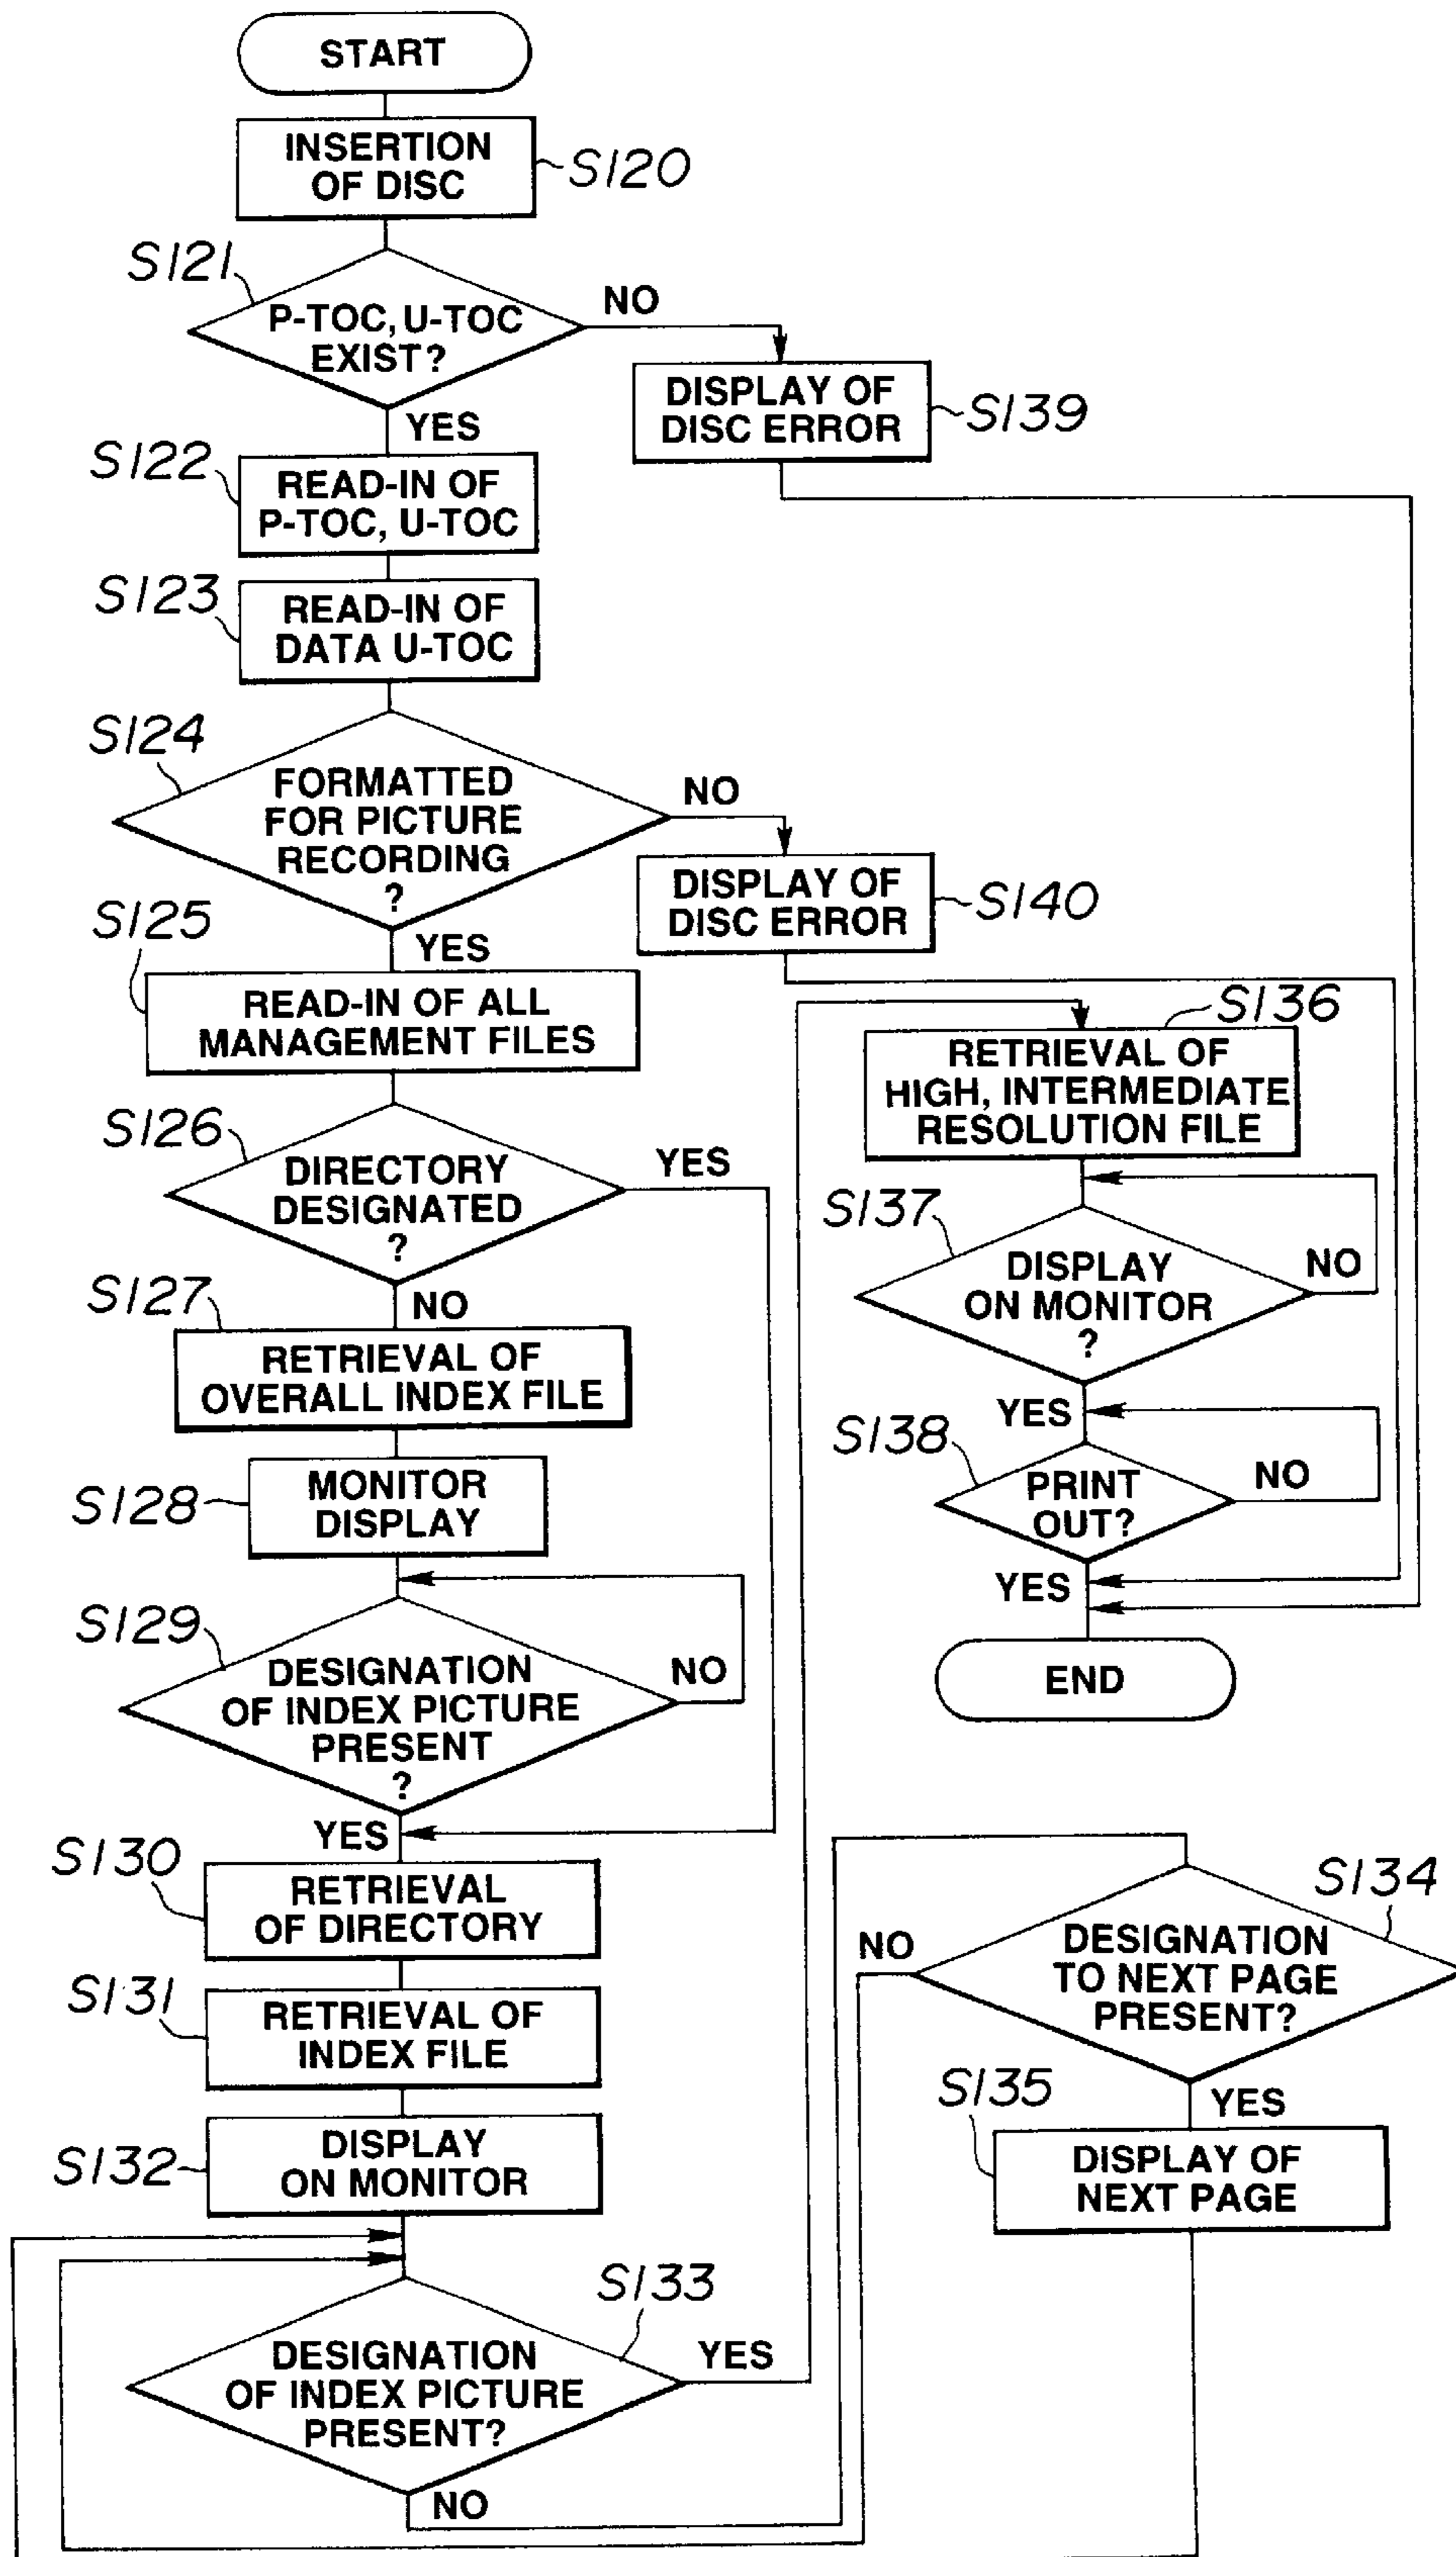 START
INSERTION
OF DISC
S120
S121
P-TOC, U-TOC
EXIST?
NO
YES
DISPLAY OF
DISC ERROR
S139
S122
READ-IN OF
P-TOC, U-TOC
S123
READ-IN OF
DATA U-TOC
S124
FORMATTED
FOR PICTURE
RECORDING
?
NO
YES
DISPLAY OF
DISC ERROR
S140
S125
READ-IN OF ALL
MANAGEMENT FILES
S126
DIRECTORY
DESIGNATED
?
YES
NO
S127
RETRIEVAL OF
OVERALL INDEX FILE
S128
MONITOR
DISPLAY
S129
DESIGNATION
OF INDEX PICTURE
PRESENT
?
NO
YES
S130
RETRIEVAL
OF DIRECTORY
S131
RETRIEVAL OF
INDEX FILE
S132
DISPLAY
ON MONITOR
S133
DESIGNATION
OF INDEX PICTURE
PRESENT?
YES
NO
S134
DESIGNATION
TO NEXT PAGE
PRESENT?
NO
YES
S135
DISPLAY OF
NEXT PAGE
S136
RETRIEVAL OF
HIGH, INTERMEDIATE
RESOLUTION FILE
S137
DISPLAY
ON MONITOR
?
NO
YES
S138
PRINT
OUT?
NO
YES
END